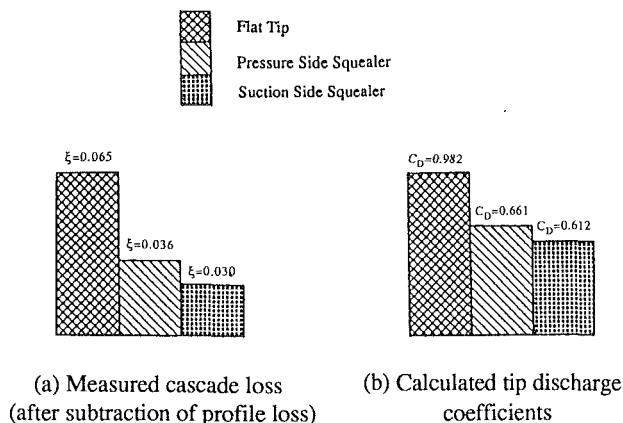 Flat Tip
Pressure Side Squealer
Suction Side Squealer
ξ=0.065
ξ=0.036
ξ=0.030
C_D=0.982
C_D=0.661
C_D=0.612
(a) Measured cascade loss
(after subtraction of profile loss)
(b) Calculated tip discharge
coefficients